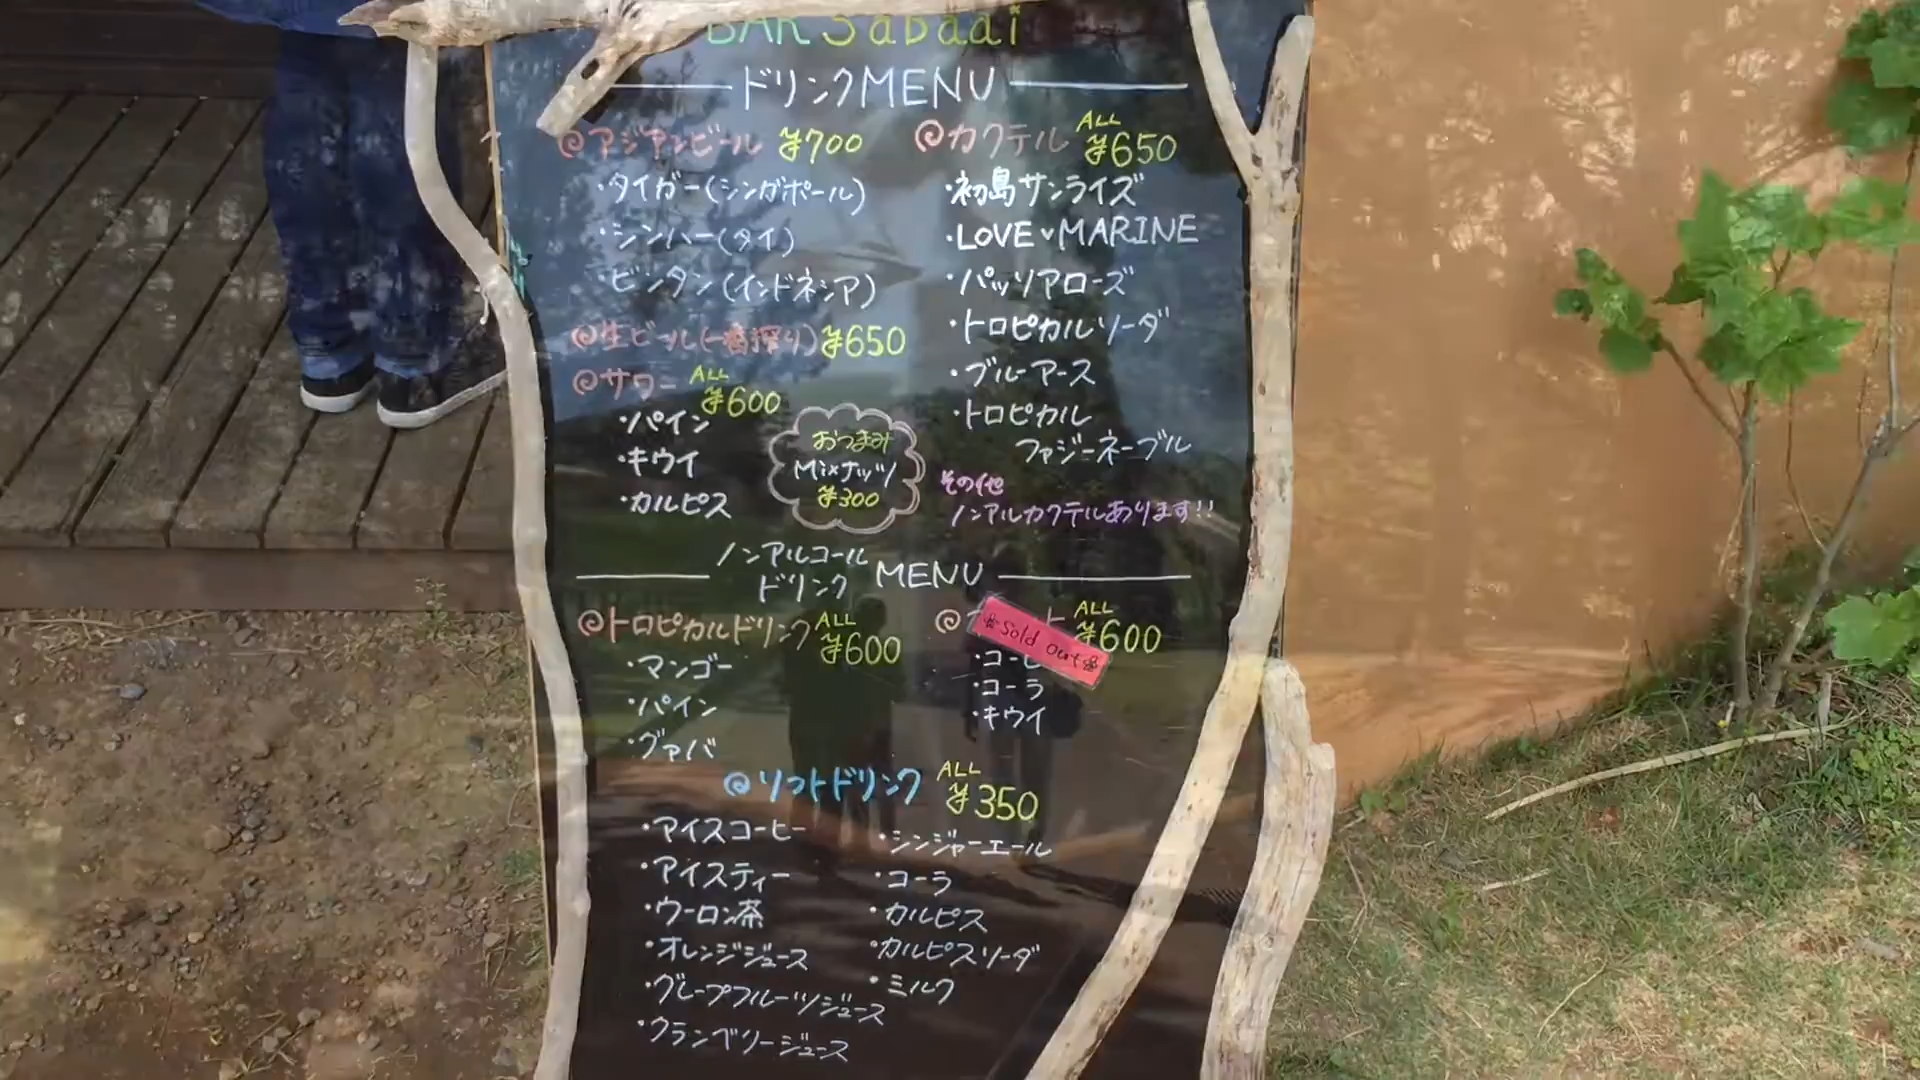 BAR Sabaai
ドリンクMENU
@アジアンビール ¥700
・タイガー(シンガポール)
・シンハー(タイ)
・ビンタン(インドネシア)
@生ビール(一番搾り) ¥650
@サワー ALL ¥600
・パイン
・キウイ
・カルピス
おつまみ
Mixナッツ
¥300
@カクテル ALL ¥650
・初島サンライズ
・LOVE♥MARINE
・パッソアローズ
・トロピカルソーダ
・ブルーアース
・トロピカル
ファジーネーブル
その他
ノンアルカクテルあります!!
ノンアルコール
ドリンク MENU
@トロピカルドリンク ALL ¥600
・マンゴー
・パイン
・グァバ
@ ALL ¥600
Sold out
・コーヒ
・コーラ
・キウイ
@ソフトドリンク ALL ¥350
・アイスコーヒー
・アイスティー
・ウーロン茶
・オレンジジュース
・グレープフルーツジュース
・クランベリージュース
・シンジャーエール
・コーラ
・カルピス
・カルピスソーダ
・ミルク